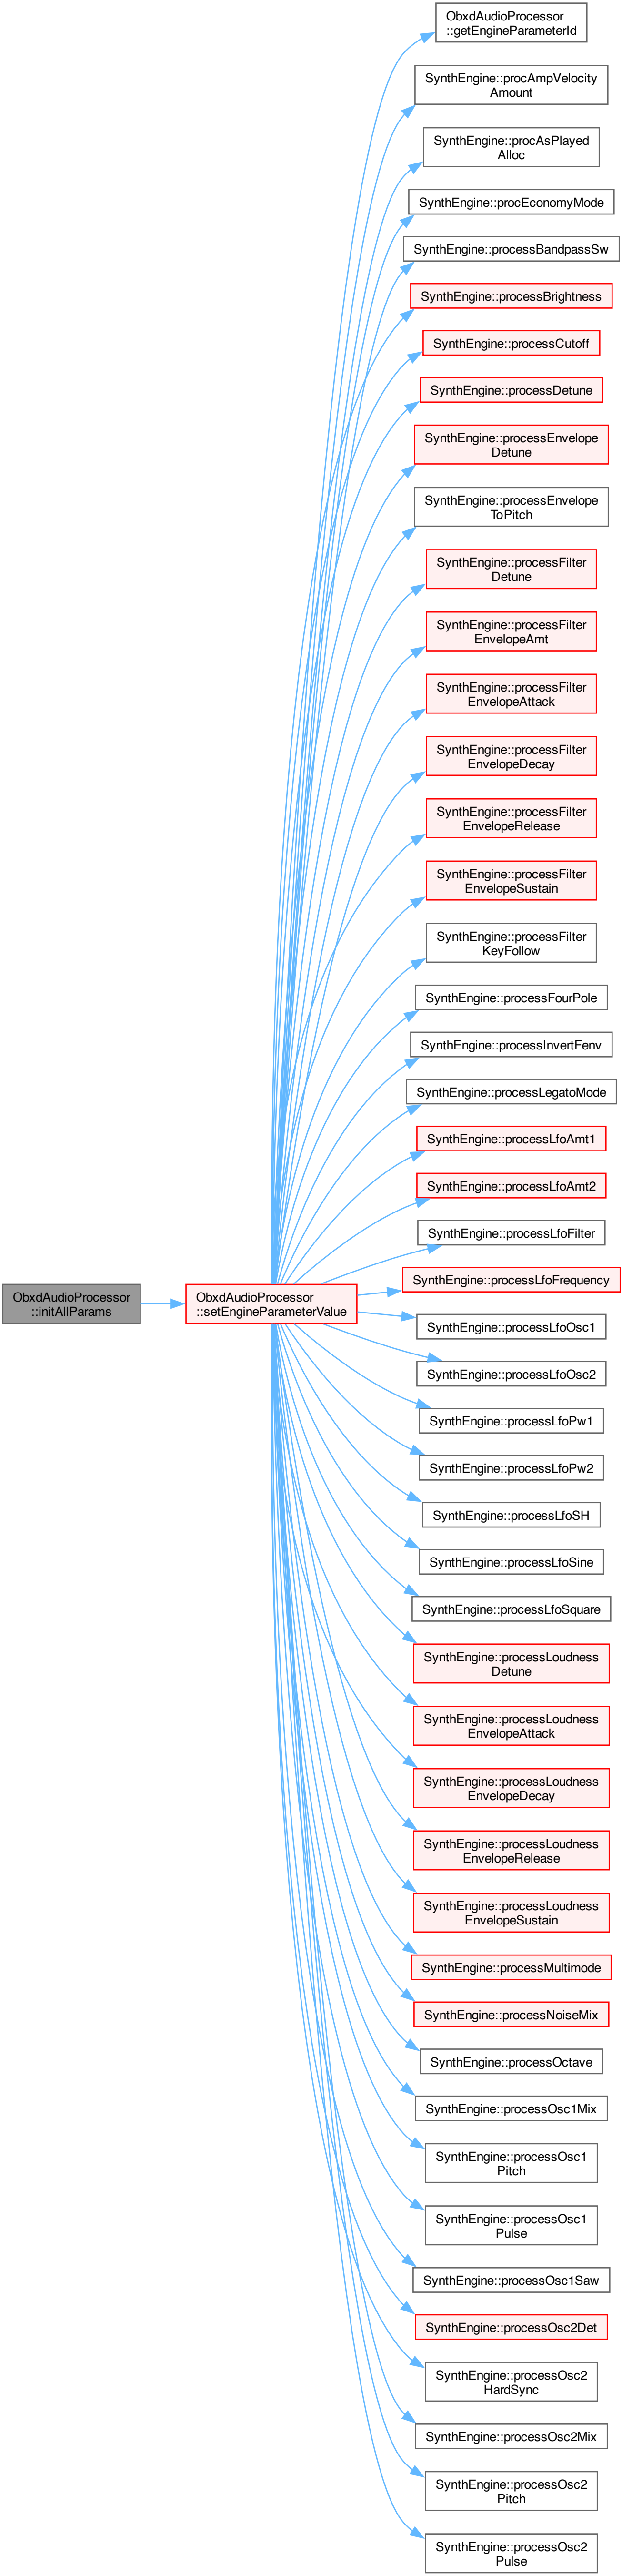 ObxdAudioProcessor
::getEngineParameterId
SynthEngine::procAmpVelocity
Amount
SynthEngine::procAsPlayed
Alloc
SynthEngine::procEconomyMode
SynthEngine::processBandpassSw
SynthEngine::processBrightness
SynthEngine::processCutoff
SynthEngine::processDetune
SynthEngine::processEnvelope
Detune
SynthEngine::processEnvelope
ToPitch
SynthEngine::processFilter
Detune
SynthEngine::processFilter
EnvelopeAmt
SynthEngine::processFilter
EnvelopeAttack
SynthEngine::processFilter
EnvelopeDecay
SynthEngine::processFilter
EnvelopeRelease
SynthEngine::processFilter
EnvelopeSustain
SynthEngine::processFilter
KeyFollow
SynthEngine::processFourPole
SynthEngine::processInvertFenv
SynthEngine::processLegatoMode
SynthEngine::processLfoAmt1
SynthEngine::processLfoAmt2
SynthEngine::processLfoFilter
SynthEngine::processLfoFrequency
ObxdAudioProcessor
::initAllParams
ObxdAudioProcessor
::setEngineParameterValue
SynthEngine::processLfoOsc1
SynthEngine::processLfoOsc2
SynthEngine::processLfoPw1
SynthEngine::processLfoPw2
SynthEngine::processLfoSH
SynthEngine::processLfoSine
SynthEngine::processLfoSquare
SynthEngine::processLoudness
Detune
SynthEngine::processLoudness
EnvelopeAttack
SynthEngine::processLoudness
EnvelopeDecay
SynthEngine::processLoudness
EnvelopeRelease
SynthEngine::processLoudness
EnvelopeSustain
SynthEngine::processMultimode
SynthEngine::processNoiseMix
SynthEngine::processOctave
SynthEngine::processOsc1Mix
SynthEngine::processOsc1
Pitch
SynthEngine::processOsc1
Pulse
SynthEngine::processOsc1Saw
SynthEngine::processOsc2Det
SynthEngine::processOsc2
HardSync
SynthEngine::processOsc2Mix
SynthEngine::processOsc2
Pitch
SynthEngine::processOsc2
Pulse